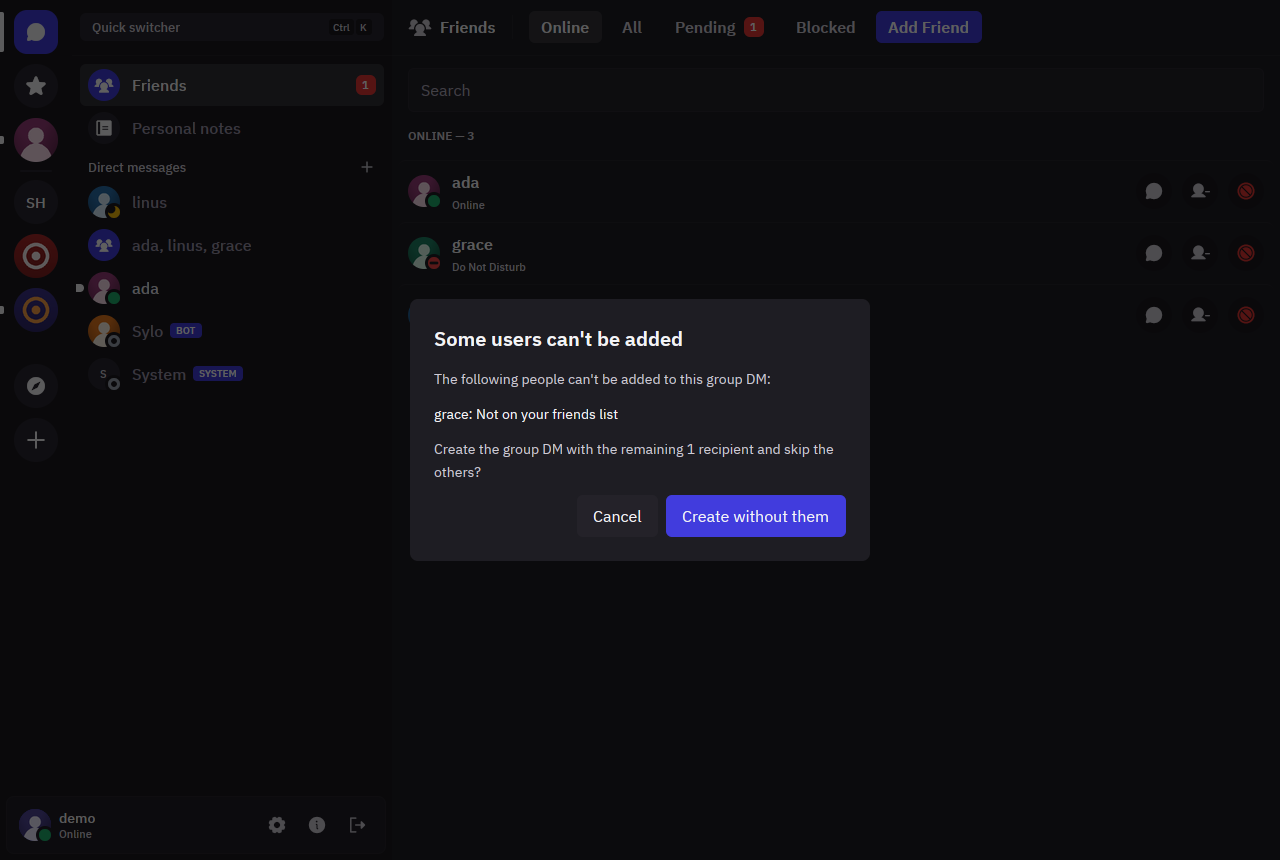 Quick switcher
Ctrl K
Friends
Online
All
Pending 1
Blocked
Add Friend
Friends 1
Personal notes
Direct messages
SH
linus
ada, linus, grace
ada
Sylo BOT
S
System SYSTEM
Search
ONLINE — 3
ada
Online
grace
Do Not Disturb
Some users can't be added
The following people can't be added to this group DM:
grace: Not on your friends list
Create the group DM with the remaining 1 recipient and skip the
others?
Cancel
Create without them
demo
Online